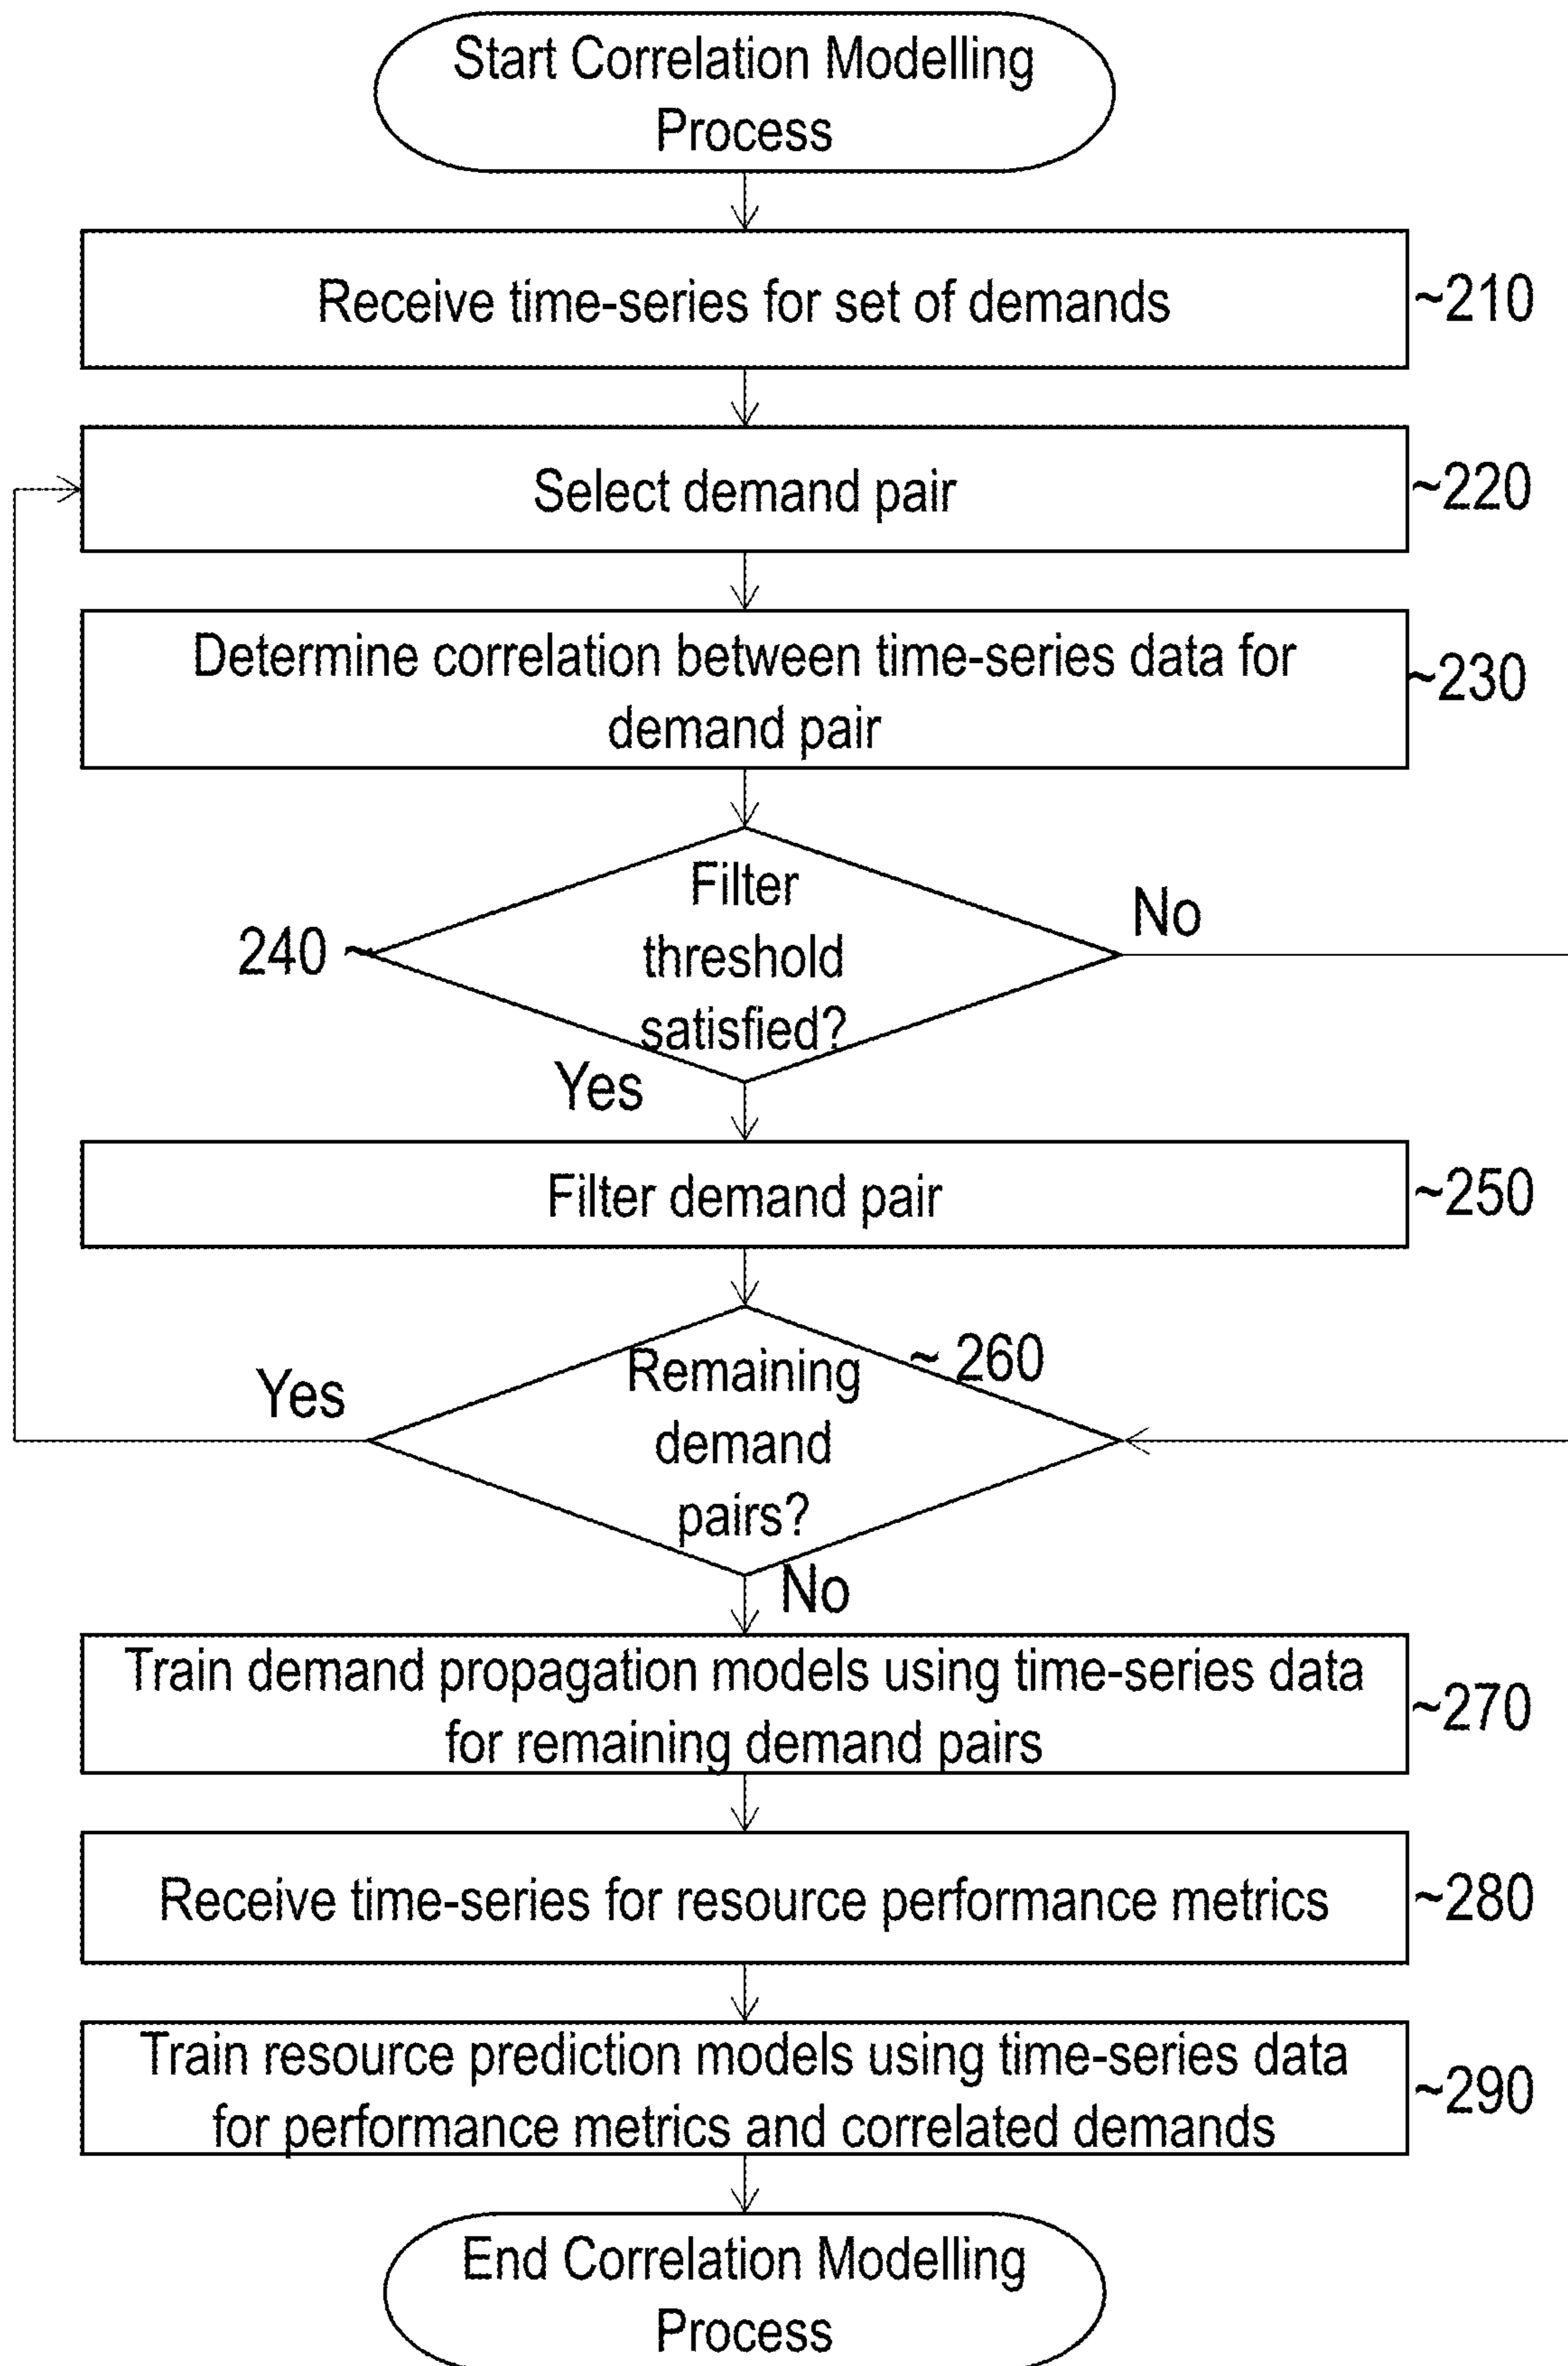 Start Correlation Modelling
Process
Receive time-series for set of demands
~210
Select demand pair
~220
Determine correlation between time-series data for
demand pair
~230
Filter
threshold
satisfied?
240 ~
No
Yes
Filter demand pair
~250
Remaining
demand
pairs?
~ 260
Yes
No
Train demand propagation models using time-series data
for remaining demand pairs
~270
Receive time-series for resource performance metrics
~280
Train resource prediction models using time-series data
for performance metrics and correlated demands
~290
End Correlation Modelling
Process